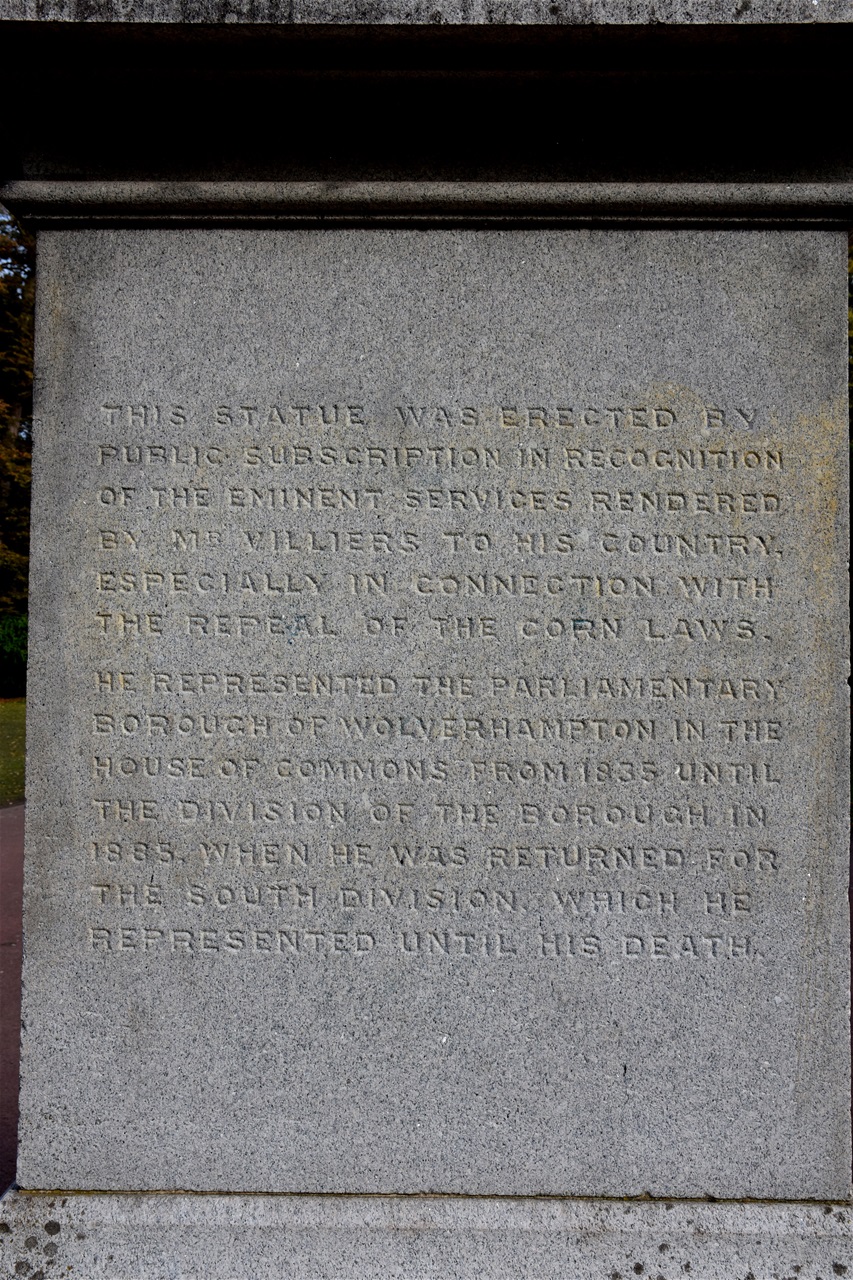 THIS STATUE WAS ERECTED BY
PUBLIC SUBSCRIPTION IN RECOGNITION
OF THE EMINENT SERVICES RENDERED
BY MR VILLIERS TO HIS COUNTRY,
ESPECIALLY IN CONNECTION WITH
THE REPEAL OF THE CORN LAWS.
HE REPRESENTED THE PARLIAMENTARY
BOROUGH OF WOLVERHAMPTON IN THE
HOUSE OF COMMONS FROM 1835 UNTIL
THE DIVISION OF THE BOROUGH IN
1885, WHEN HE WAS RETURNED FOR
THE SOUTH DIVISION, WHICH HE
REPRESENTED UNTIL HIS DEATH.